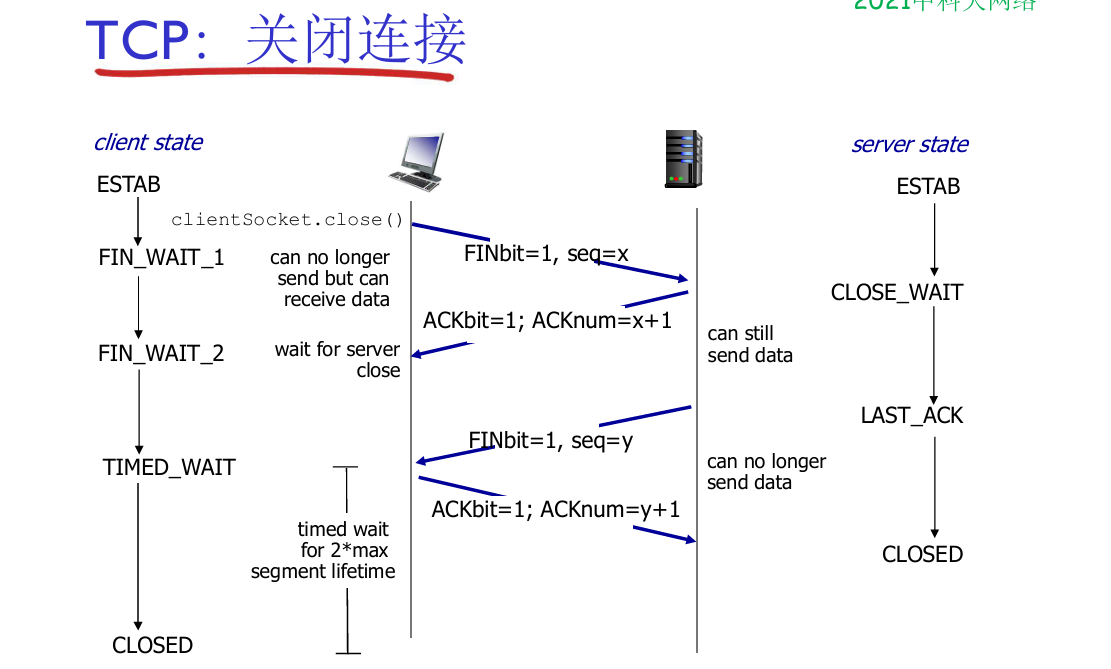 2021中科大网络
TCP：关闭连接
client state
server state
ESTAB
ESTAB
clientSocket.close()
FIN_WAIT_1
can no longer
send but can
receive data
FINbit=1, seq=x
CLOSE_WAIT
ACKbit=1; ACKnum=x+1
can still
send data
FIN_WAIT_2
wait for server
close
LAST_ACK
FINbit=1, seq=y
TIMED_WAIT
can no longer
send data
ACKbit=1; ACKnum=y+1
timed wait
for 2*max
segment lifetime
CLOSED
CLOSED